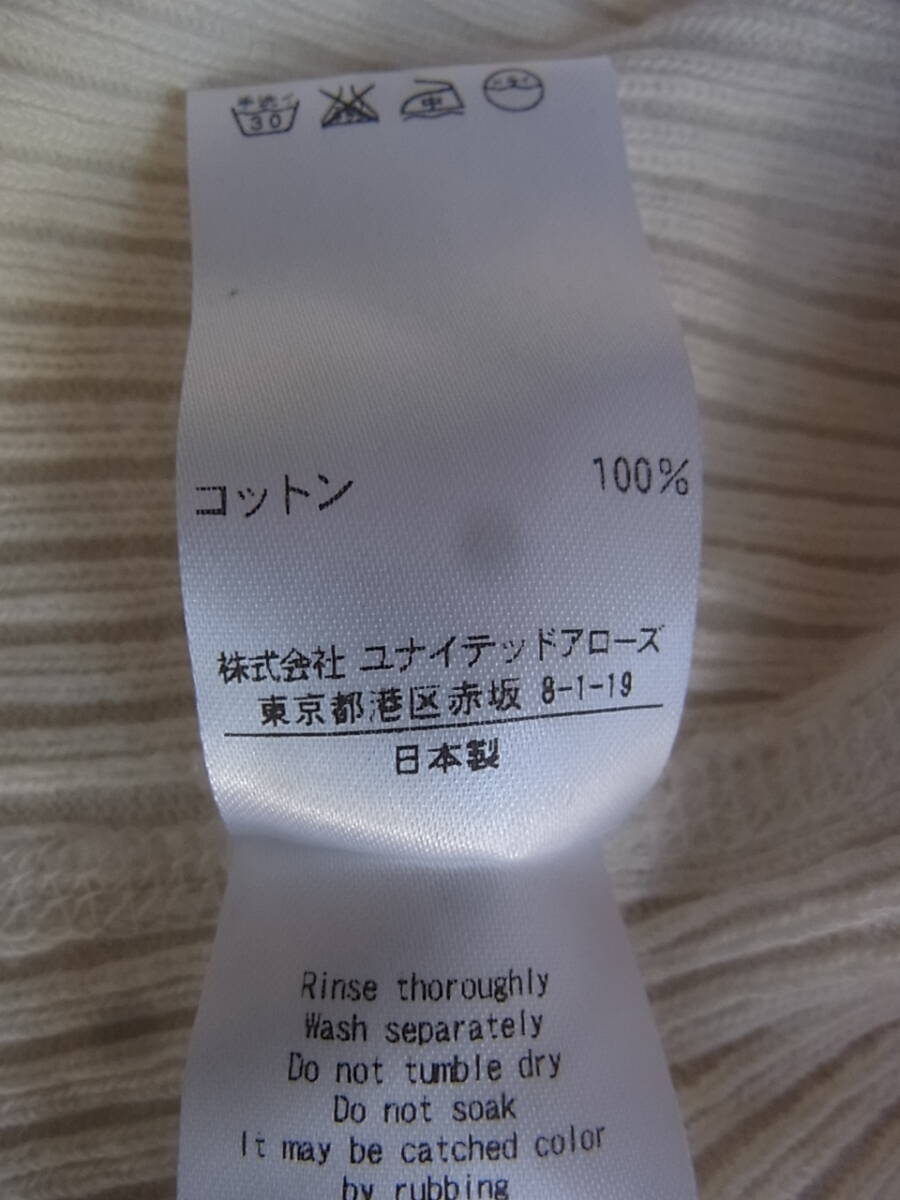 手洗イ
30
中
コットン 100%
株式会社 ユナイテッドアローズ
東京都港区赤坂 8-1-19
日本製
Rinse thoroughly
Wash separately
Do not tumble dry
Do not soak
It may be catched color
by rubbing